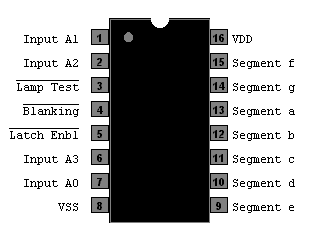 Input A1 1 16 VDD
Input A2 2 15 Segment f
Lamp Test 3 14 Segment g
Blanking 4 13 Segment a
Latch Enbl 5 12 Segment b
Input A3 6 11 Segment c
Input A0 7 10 Segment d
VSS 8 9 Segment e